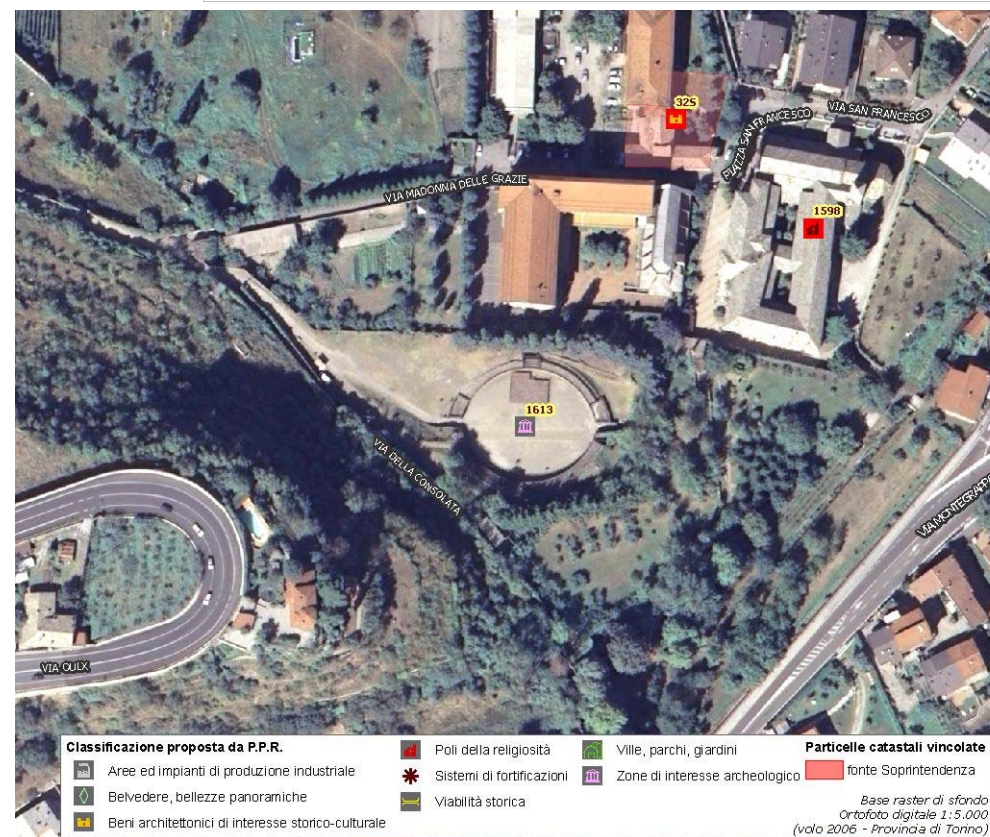 325
VIA SAN FRANCESCO
PIAZZA SAN FRANCESCO
VIA MADONNA DELLE GRAZIE
1598
1613
VIA DELLA CONSOLATA
VIA MONTEGRAPPA
VIA OULX
Classificazione proposta da P.P.R.
Aree ed impianti di produzione industriale
Belvedere, bellezze panoramiche
Beni architettonici di interesse storico-culturale
Poli della religiosità
Sistemi di fortificazioni
Viabilità storica
Ville, parchi, giardini
Zone di interesse archeologico
Particelle catastali vincolate
fonte Soprintendenza
Base raster di sfondo
Ortofoto digitale 1:5.000
(volo 2006 - Provincia di Torino)